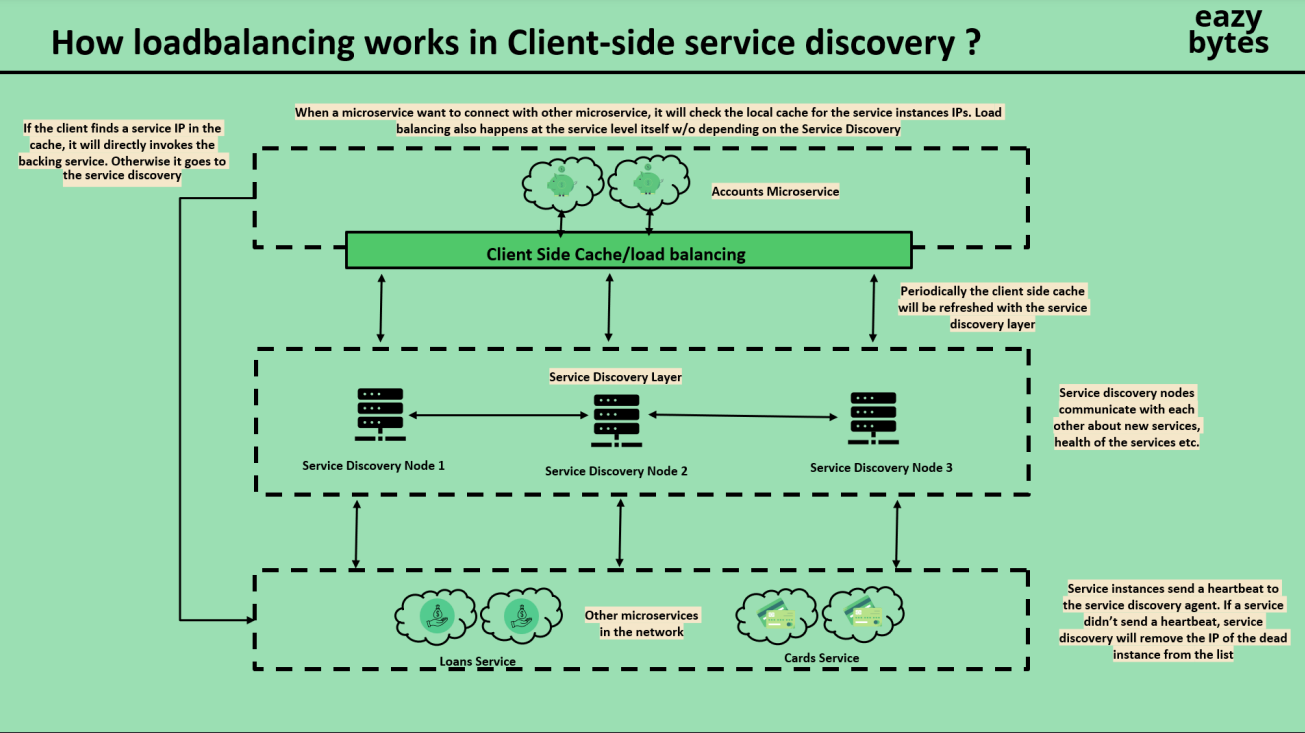 How loadbalancing works in Client-side service discovery ?
eazy
bytes
When a microservice want to connect with other microservice, it will check the local cache for the service instances IPs. Load
balancing also happens at the service level itself w/o depending on the Service Discovery
If the client finds a service IP in the
cache, it will directly invokes the
backing service. Otherwise it goes to
the service discovery
Accounts Microservice
Client Side Cache/load balancing
Periodically the client side cache
will be refreshed with the service
discovery layer
Service Discovery Layer
Service Discovery Node 1
Service Discovery Node 2
Service Discovery Node 3
Service discovery nodes
communicate with each
other about new services,
health of the services etc.
Other microservices
in the network
Loans Service
Cards Service
Service instances send a heartbeat to
the service discovery agent. If a service
didn't send a heartbeat, service
discovery will remove the IP of the dead
instance from the list